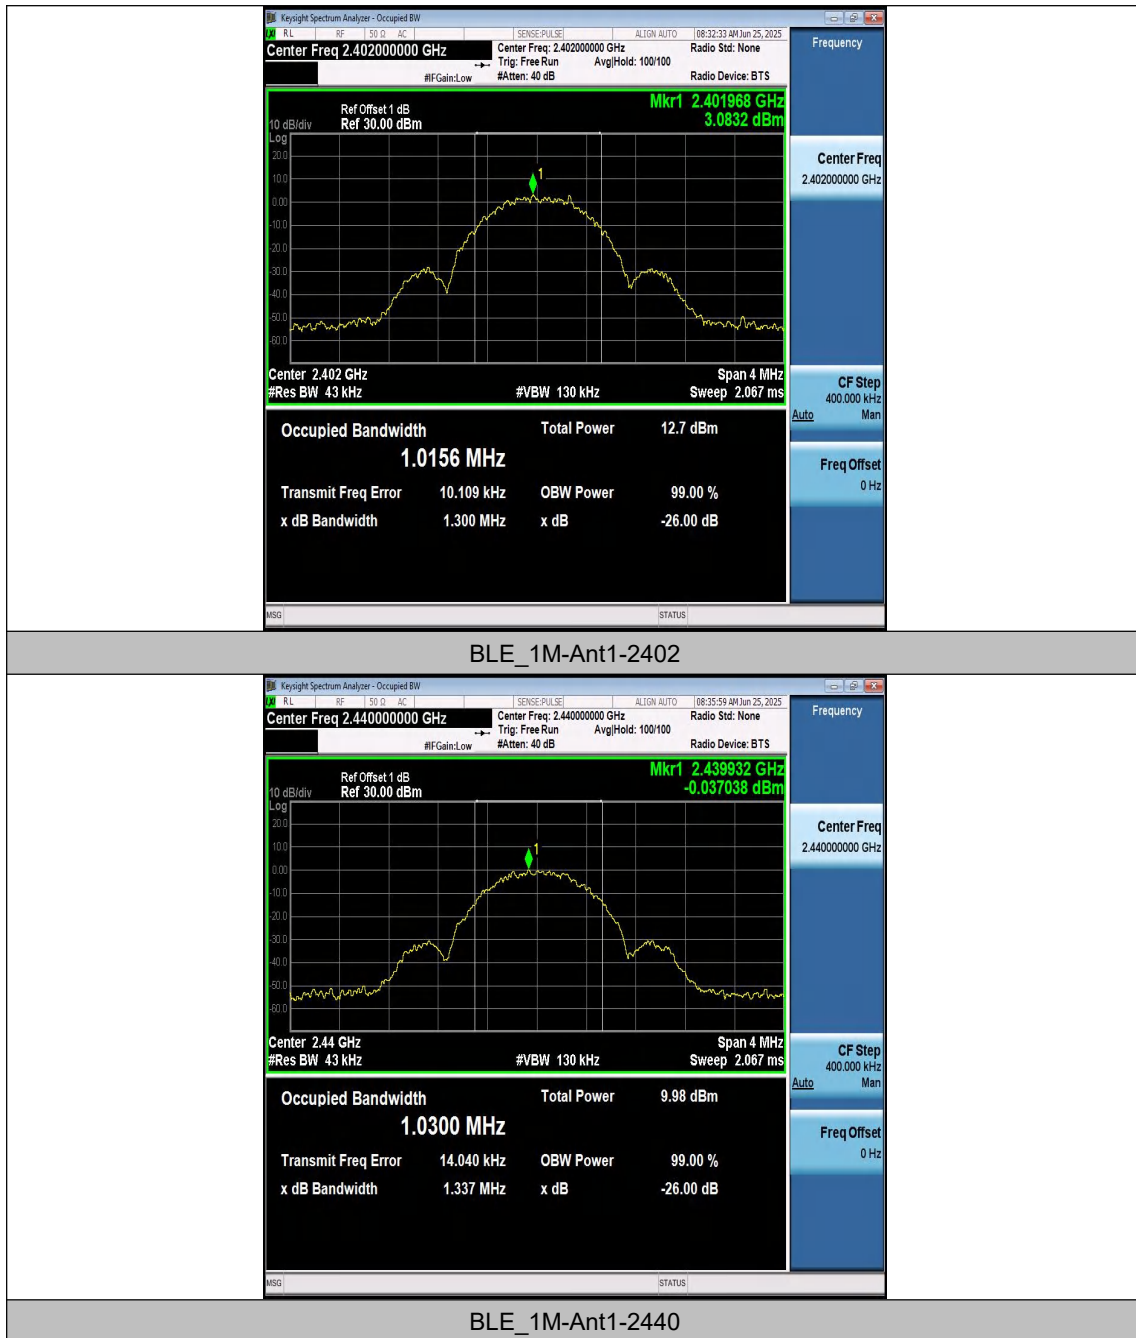 Keysight Spectrum Analyzer - Occupied BW
RL RF 50 Ω AC SENSE:PULSE ALIGN AUTO 08:32:33 AM Jun 25, 2025
Center Freq 2.402000000 GHz Center Freq: 2.402000000 GHz Radio Std: None Frequency
Trig: Free Run Avg|Hold: 100/100
#IFGain:Low #Atten: 40 dB Radio Device: BTS
Mkr1 2.401968 GHz
3.0832 dBm
Ref Offset 1 dB
10 dB/div Ref 30.00 dBm
Log
20.0
10.0
0.00
-10.0
-20.0
-30.0
-40.0
-50.0
-60.0
1
Center Freq
2.402000000 GHz
Center 2.402 GHz Span 4 MHz
#Res BW 43 kHz #VBW 130 kHz Sweep 2.067 ms
CF Step
400.000 kHz
Auto Man
Occupied Bandwidth Total Power 12.7 dBm
1.0156 MHz
Freq Offset
0 Hz
Transmit Freq Error 10.109 kHz OBW Power 99.00 %
x dB Bandwidth 1.300 MHz x dB -26.00 dB
MSG STATUS
BLE_1M-Ant1-2402
Keysight Spectrum Analyzer - Occupied BW
RL RF 50 Ω AC SENSE:PULSE ALIGN AUTO 08:35:59 AM Jun 25, 2025
Center Freq 2.440000000 GHz Center Freq: 2.440000000 GHz Radio Std: None Frequency
Trig: Free Run Avg|Hold: 100/100
#IFGain:Low #Atten: 40 dB Radio Device: BTS
Mkr1 2.439932 GHz
-0.037038 dBm
Ref Offset 1 dB
10 dB/div Ref 30.00 dBm
Log
20.0
10.0
0.00
-10.0
-20.0
-30.0
-40.0
-50.0
-60.0
1
Center Freq
2.440000000 GHz
Center 2.44 GHz Span 4 MHz
#Res BW 43 kHz #VBW 130 kHz Sweep 2.067 ms
CF Step
400.000 kHz
Auto Man
Occupied Bandwidth Total Power 9.98 dBm
1.0300 MHz
Freq Offset
0 Hz
Transmit Freq Error 14.040 kHz OBW Power 99.00 %
x dB Bandwidth 1.337 MHz x dB -26.00 dB
MSG STATUS
BLE_1M-Ant1-2440